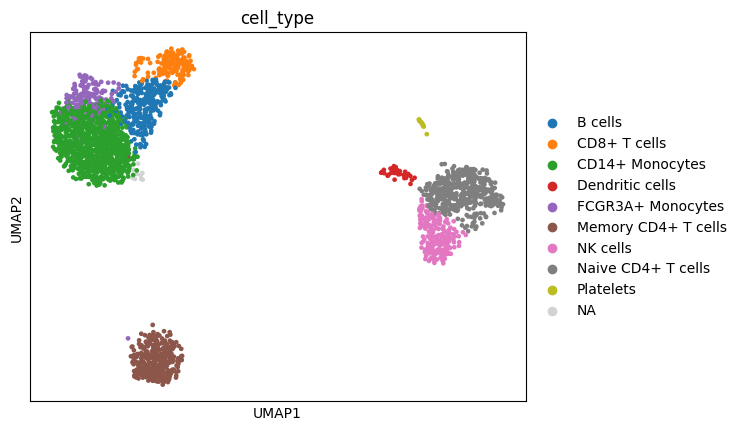 cell_type
UMAP2
UMAP1
B cells
CD8+ T cells
CD14+ Monocytes
Dendritic cells
FCGR3A+ Monocytes
Memory CD4+ T cells
NK cells
Naive CD4+ T cells
Platelets
NA